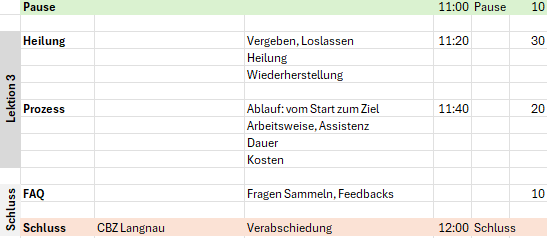 Pause 11:00 Pause 10
Heilung Vergeben, Loslassen 11:20 30
Heilung
Wiederherstellung
Lektion 3
Prozess Ablauf: vom Start zum Ziel 11:40 20
Arbeitsweise, Assistenz
Dauer
Kosten
Schluss
FAQ Fragen Sammeln, Feedbacks 10
Schluss CBZ Langnau Verabschiedung 12:00 Schluss